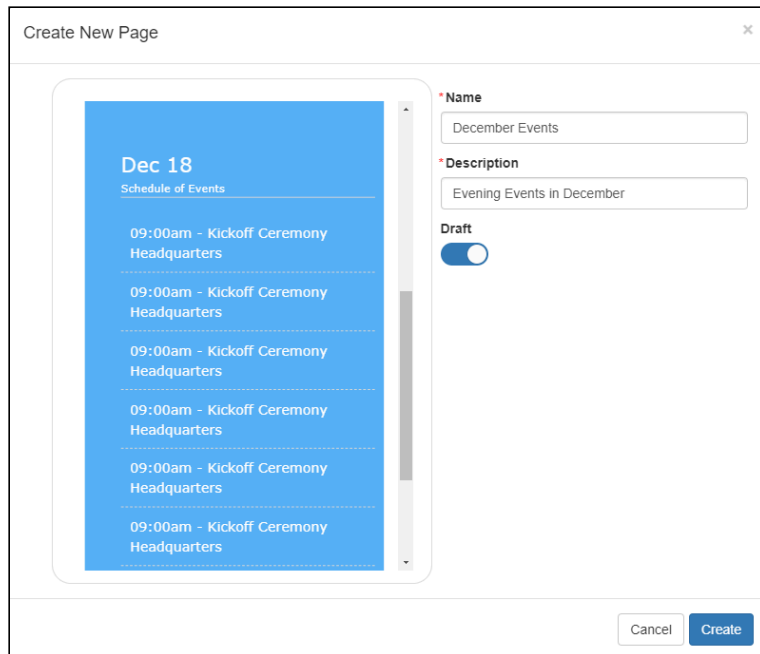 Create New Page
×
Dec 18
Schedule of Events
09:00am - Kickoff Ceremony
Headquarters
09:00am - Kickoff Ceremony
Headquarters
09:00am - Kickoff Ceremony
Headquarters
09:00am - Kickoff Ceremony
Headquarters
09:00am - Kickoff Ceremony
Headquarters
09:00am - Kickoff Ceremony
Headquarters
*Name
December Events
*Description
Evening Events in December
Draft
Cancel
Create